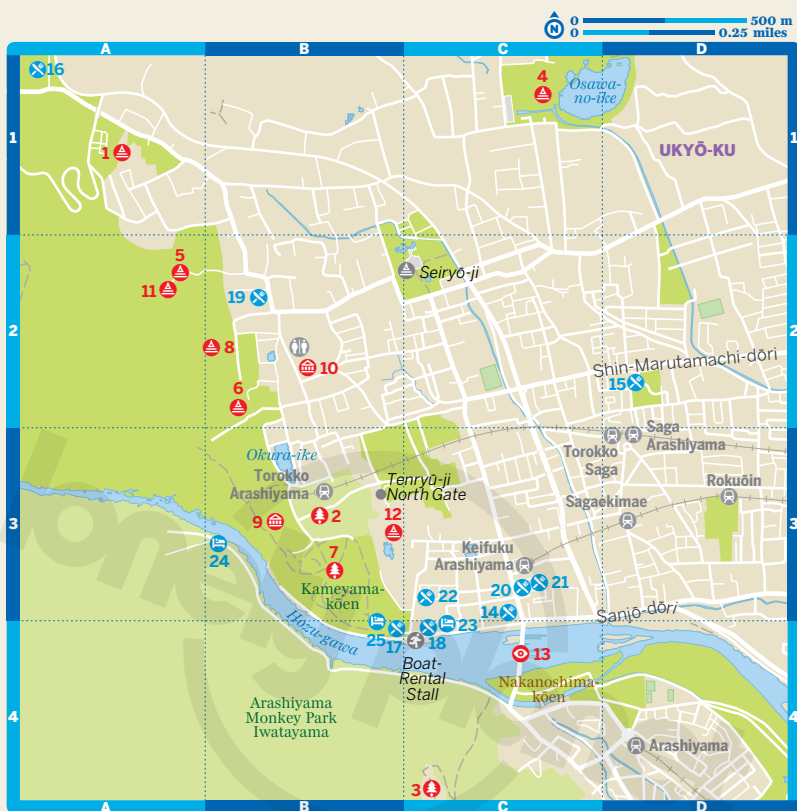 N
0 500 m
0 0.25 miles
A B C D
16
4
Osawa-
no-ike
1 1
1
UKYŌ-KU
5
Seiryō-ji
11
19
2 2
8
10
Shin-Marutamachi-dōri
15
6
Saga
Arashiyama
Okura-ike
Torokko
Saga
Torokko
Arashiyama
Tenryū-ji
North Gate
Rokuōin
Sagaekimae
9
2
12
3 3
24
7
Keifuku
Arashiyama
Kameyama-
kōen
20
21
22
14
Sanjō-dōri
Hozu-gawa
25
17
18
23
13
Boat-
Rental
Stall
Nakanoshima-
kōen
Arashiyama
Monkey Park
Iwatayama
4 4
Arashiyama
3
A B C D